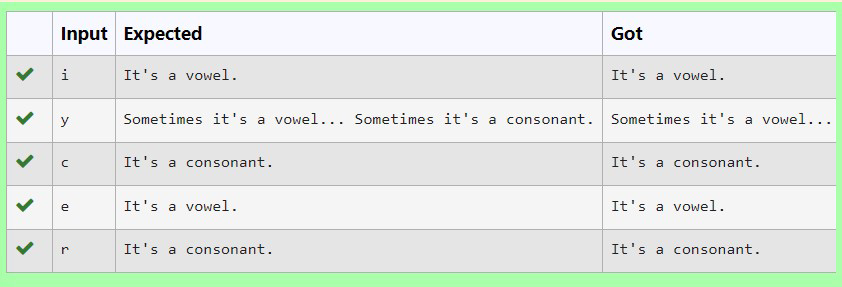 Input Expected Got
i It's a vowel. It's a vowel.
y Sometimes it's a vowel... Sometimes it's a consonant. Sometimes it's a vowel...
c It's a consonant. It's a consonant.
e It's a vowel. It's a vowel.
r It's a consonant. It's a consonant.